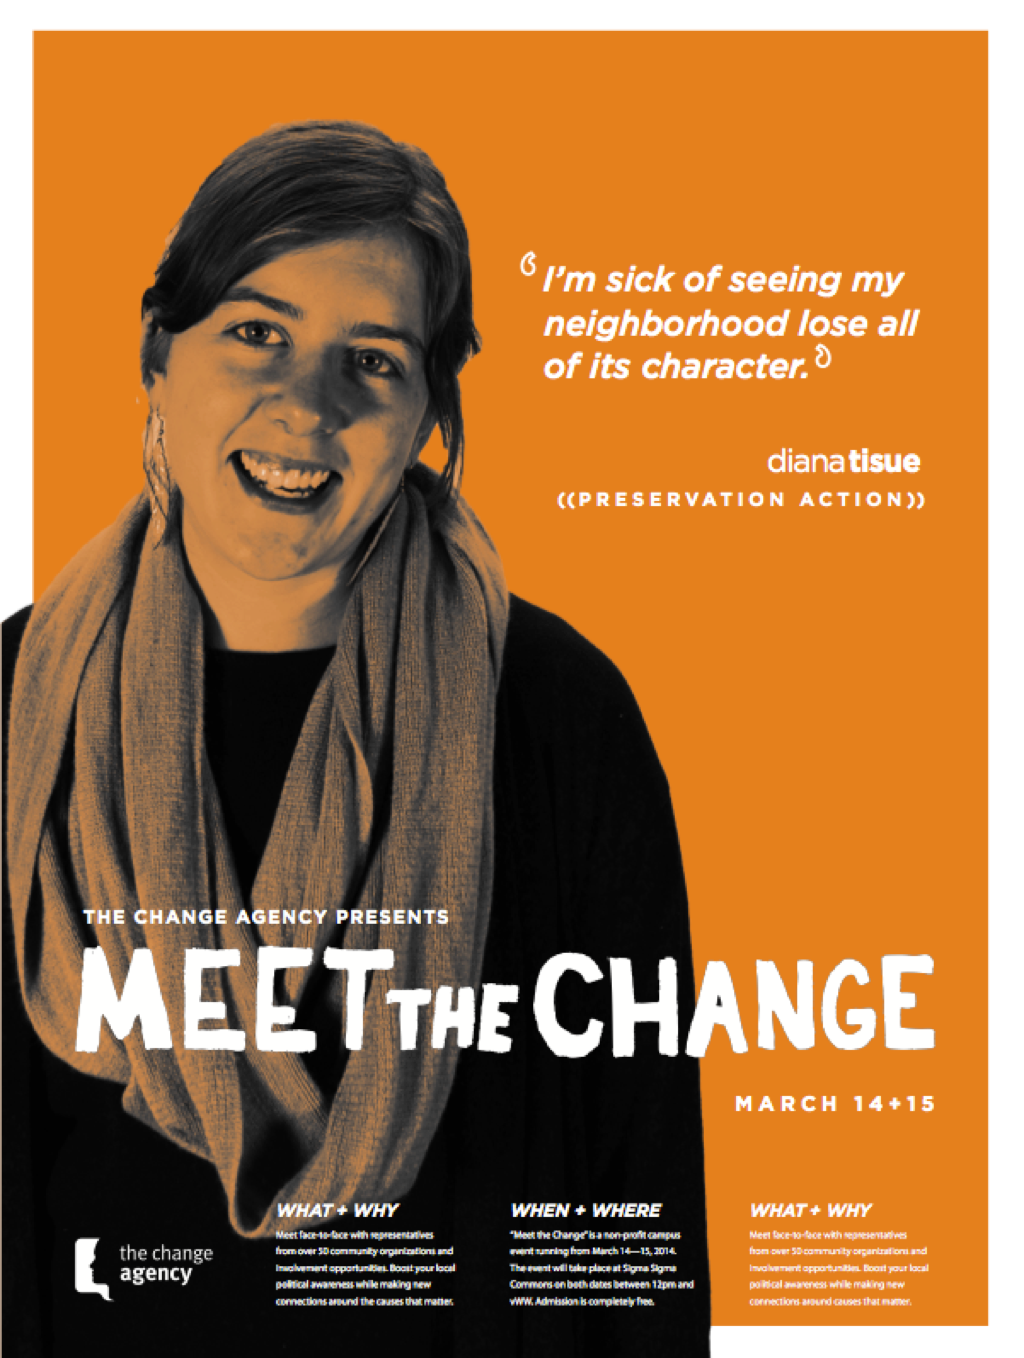 ‘I’m sick of seeing my
neighborhood lose all
of its character.’
dianatisue
((PRESERVATION ACTION))
THE CHANGE AGENCY PRESENTS
MEET THE CHANGE
MARCH 14+15
the change
agency
WHAT + WHY
Meet face-to-face with representatives
from over 50 community organizations and
involvement opportunities. Boost your local
political awareness while making new
connections around the causes that matter.
WHEN + WHERE
“Meet the Change” is a non-profit campus
event running from March 14—15, 2014.
The event will take place at Sigma Sigma
Commons on both dates between 12pm and
Admission is completely free.
WHAT + WHY
Meet face-to-face with representatives
from over 50 community organizations and
involvement opportunities. Boost your local
political awareness while making new
connections around causes that matter.